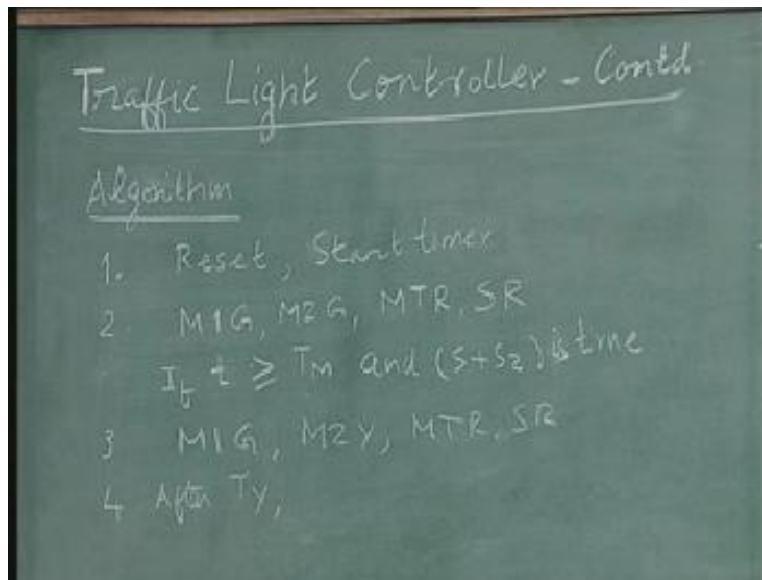 Traffic Light Controller - Contd.
Algorithm
1. Reset, Start timer
2. M1G, M2G, MTR, SR
If t ≥ TM and (S+S2) is true
3 M1G, M2Y, MTR, SR
4 After TY,